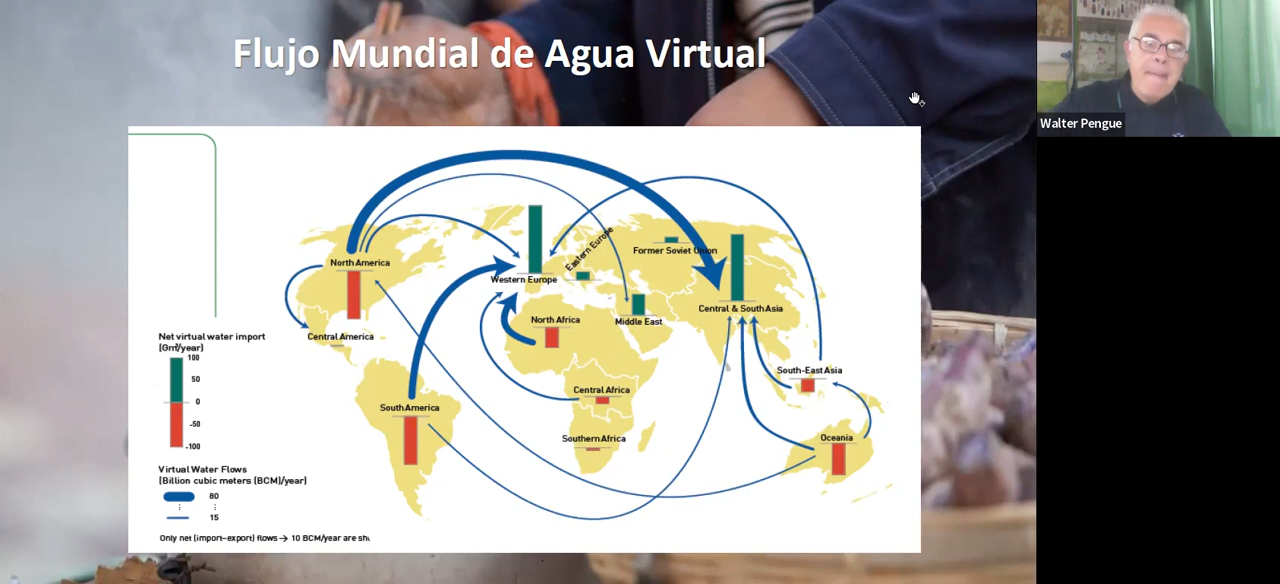 Flujo Mundial de Agua Virtual
Walter Pengue
North America
Central America
South America
Western Europe
Eastern Europe
Former Soviet Union
Middle East
Central & South Asia
North Africa
Central Africa
Southern Africa
South-East Asia
Oceania
Net virtual water import
(Gm³/year)
100
50
0
-50
-100
Virtual Water Flows
(Billion cubic meters (BCM)/year)
80
15
Only net (import-export) flows → 10 BCM/year are